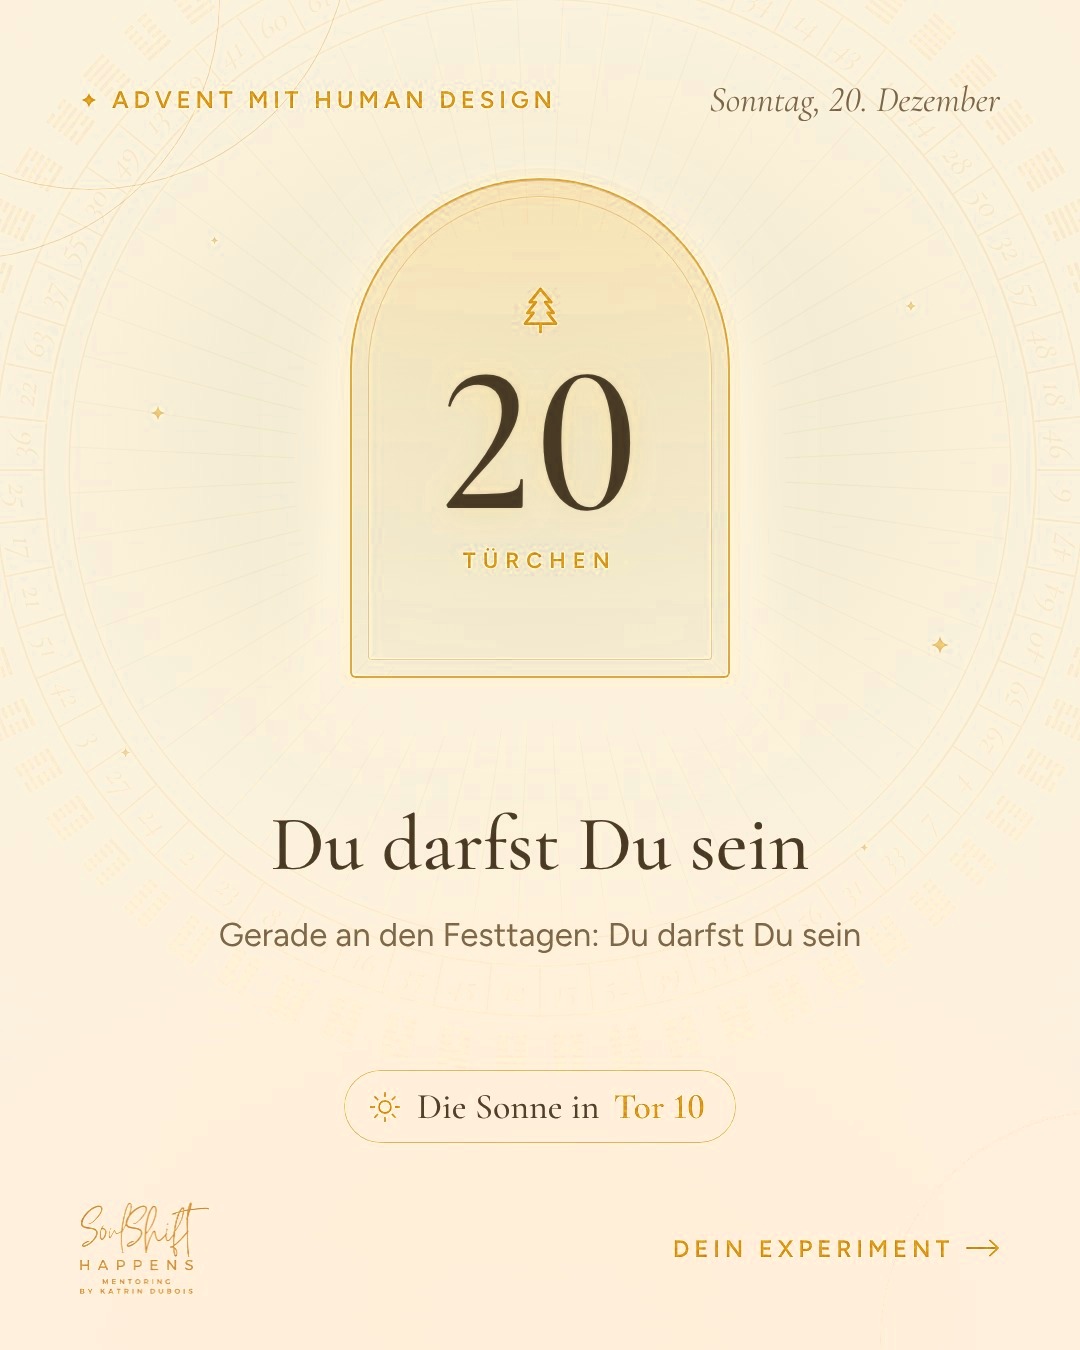 ADVENT MIT HUMAN DESIGN
Sonntag, 20. Dezember
20
TÜRCHEN
Du darfst Du sein
Gerade an den Festtagen: Du darfst Du sein
Die Sonne in Tor 10
SoulShift
HAPPENS
MENTORING
BY KATRIN DUBOIS
DEIN EXPERIMENT